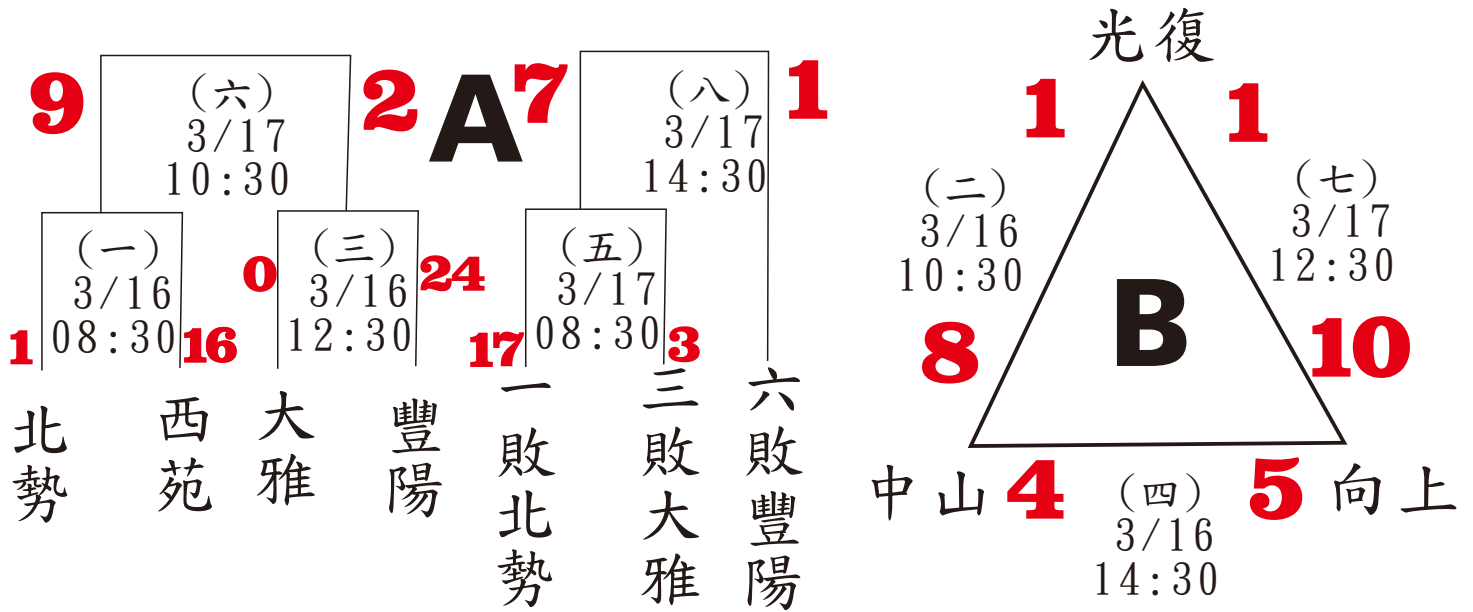 9
(六)
3/17
10:30
2
A
7
(八)
3/17
14:30
1
1
(一)
3/16
08:30
16
0
(三)
3/16
12:30
24
17
(五)
3/17
08:30
3
北勢
西苑
大雅
豐陽
一敗北勢
三敗大雅
六敗豐陽
光復
1
1
(二)
3/16
10:30
(七)
3/17
12:30
B
8
10
中山
4
(四)
3/16
14:30
5
向上